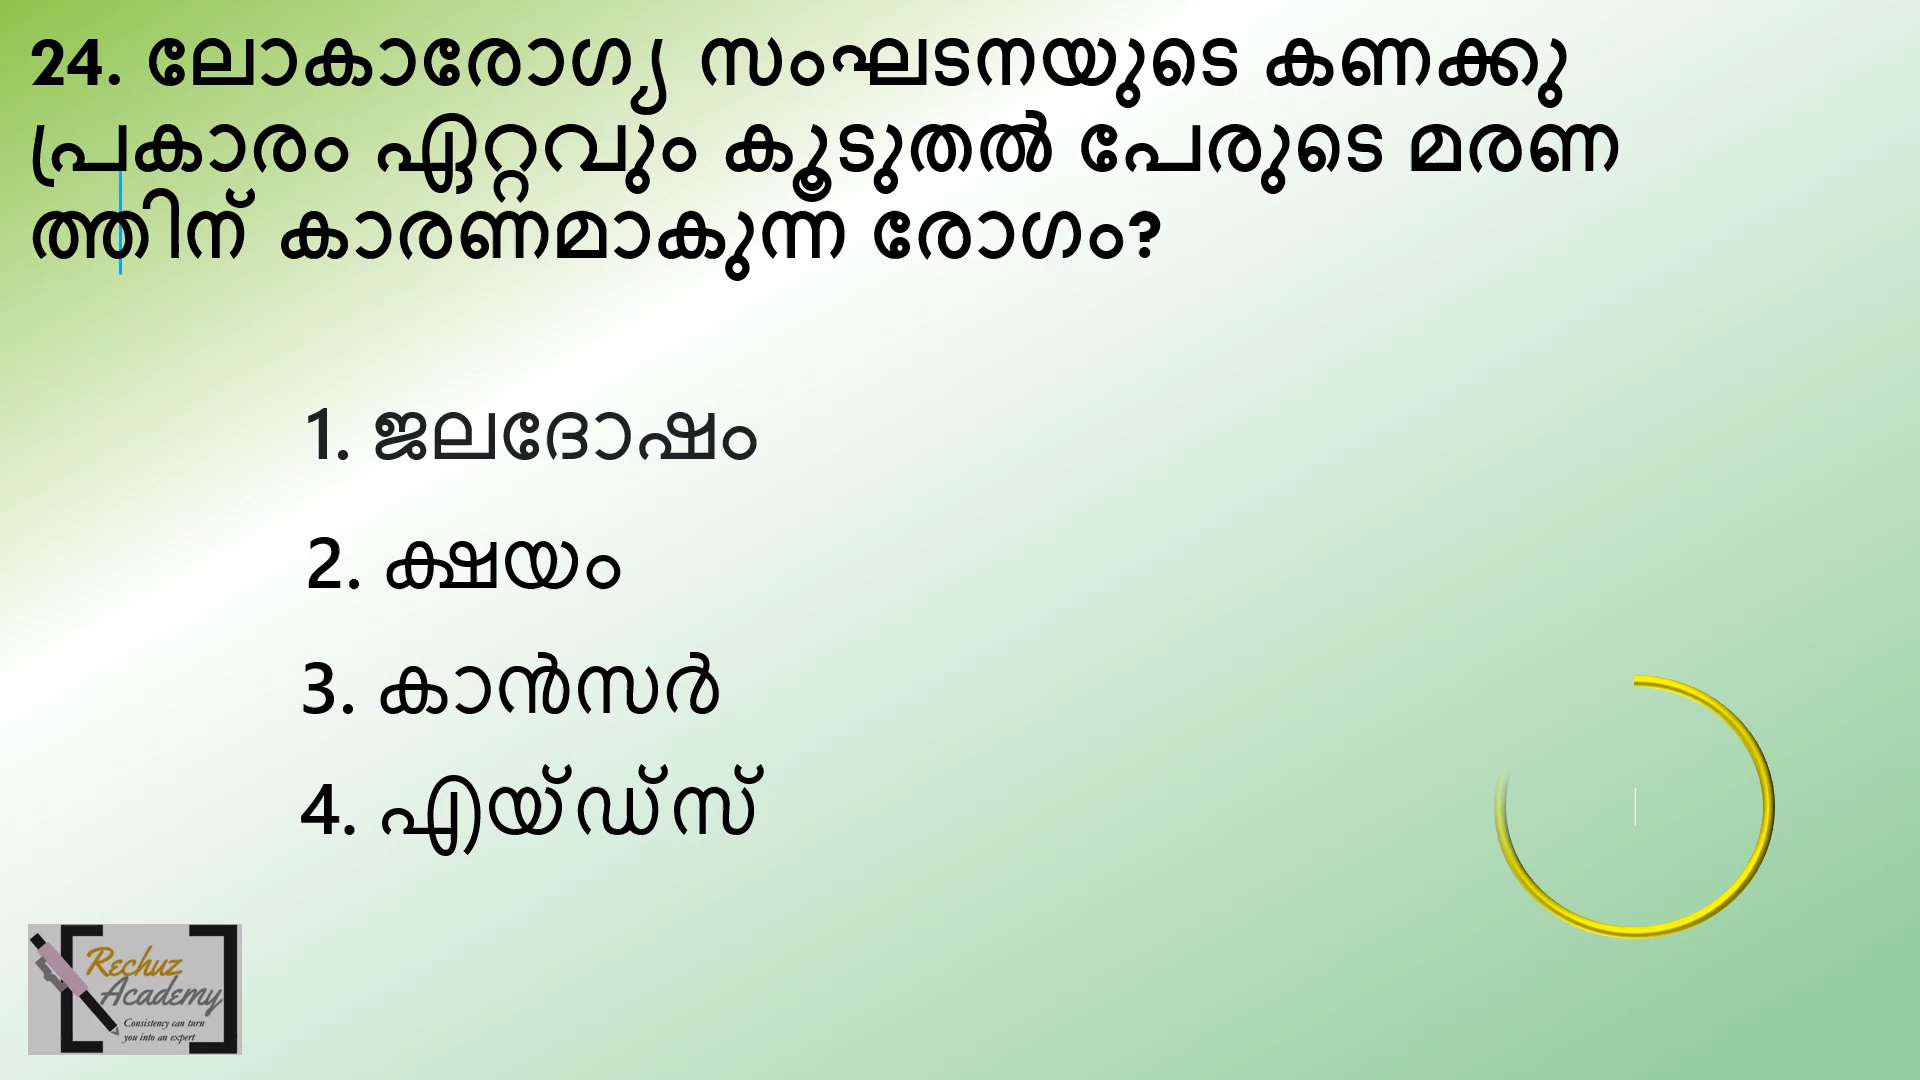 24. ലോകാരോഗ്യ സംഘടനയുടെ കണക്കു
പ്രകാരം ഏറ്റവും കൂടുതൽ പേരുടെ മരണ
ത്തിന് കാരണമാകുന്ന രോഗം?
1. ജലദോഷം
2. ക്ഷയം
3. കാൻസർ
4. എയ്ഡ്സ്
Rechuz
Academy
Consistency can turn
you into an expert